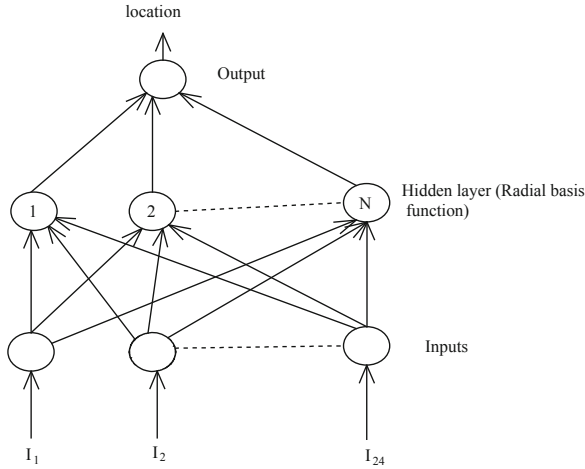 location
Output
1
2
N
Hidden layer (Radial basis
function)
Inputs
I1
I2
I24